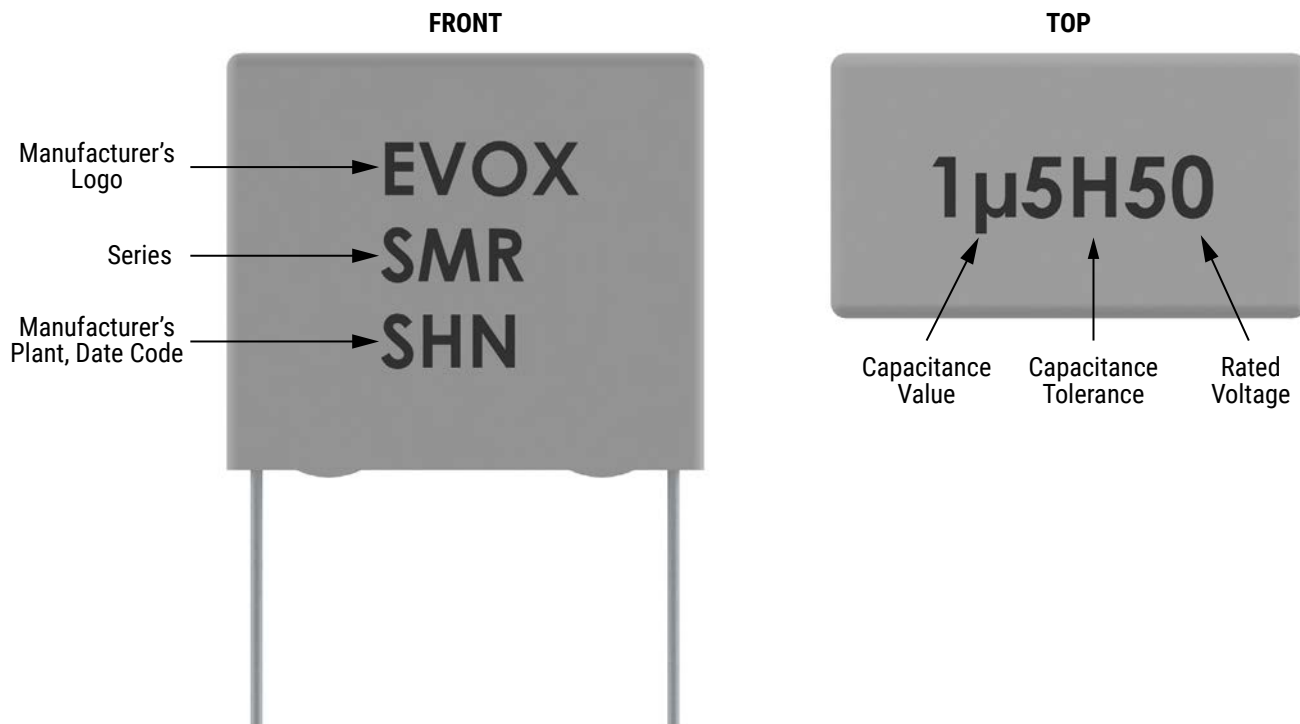 FRONT
TOP
Manufacturer’s
Logo
EVOX
Series
SMR
Manufacturer’s
Plant, Date Code
SHN
1µ5H50
Capacitance
Value
Capacitance
Tolerance
Rated
Voltage